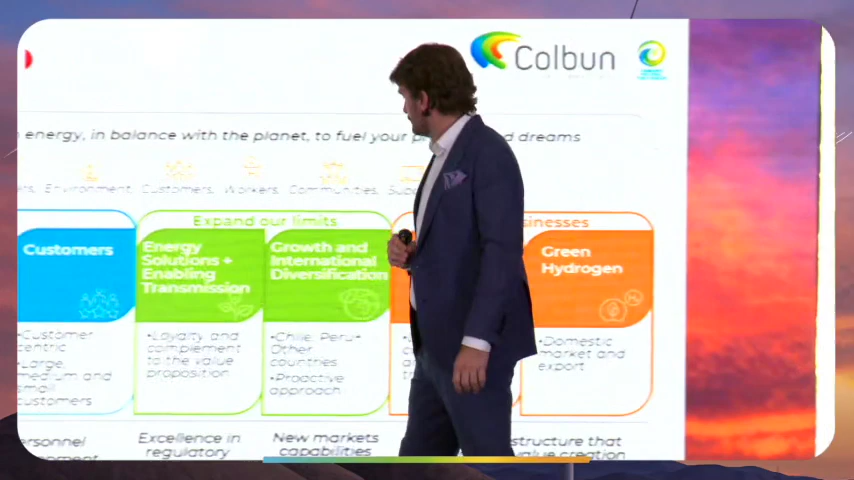 Colbun
energy, in balance with the planet, to fuel your p
d dreams
Environment, Customers, Workers, Communities,
Expand our limits
sinesses
Customers
Energy
Solutions +
Enabling
Transmission
Growth and
International
Diversification
Green
Hydrogen
•Customer
centric
•Large,
medium and
small
customers
•Loyalty and
complement
to the value
proposition
•Chile, Peru+
Other
countries
•Proactive
approach
•Domestic
market and
export
ersonnel
Excellence in
regulatory
New markets
capabilities
structure that
value creation